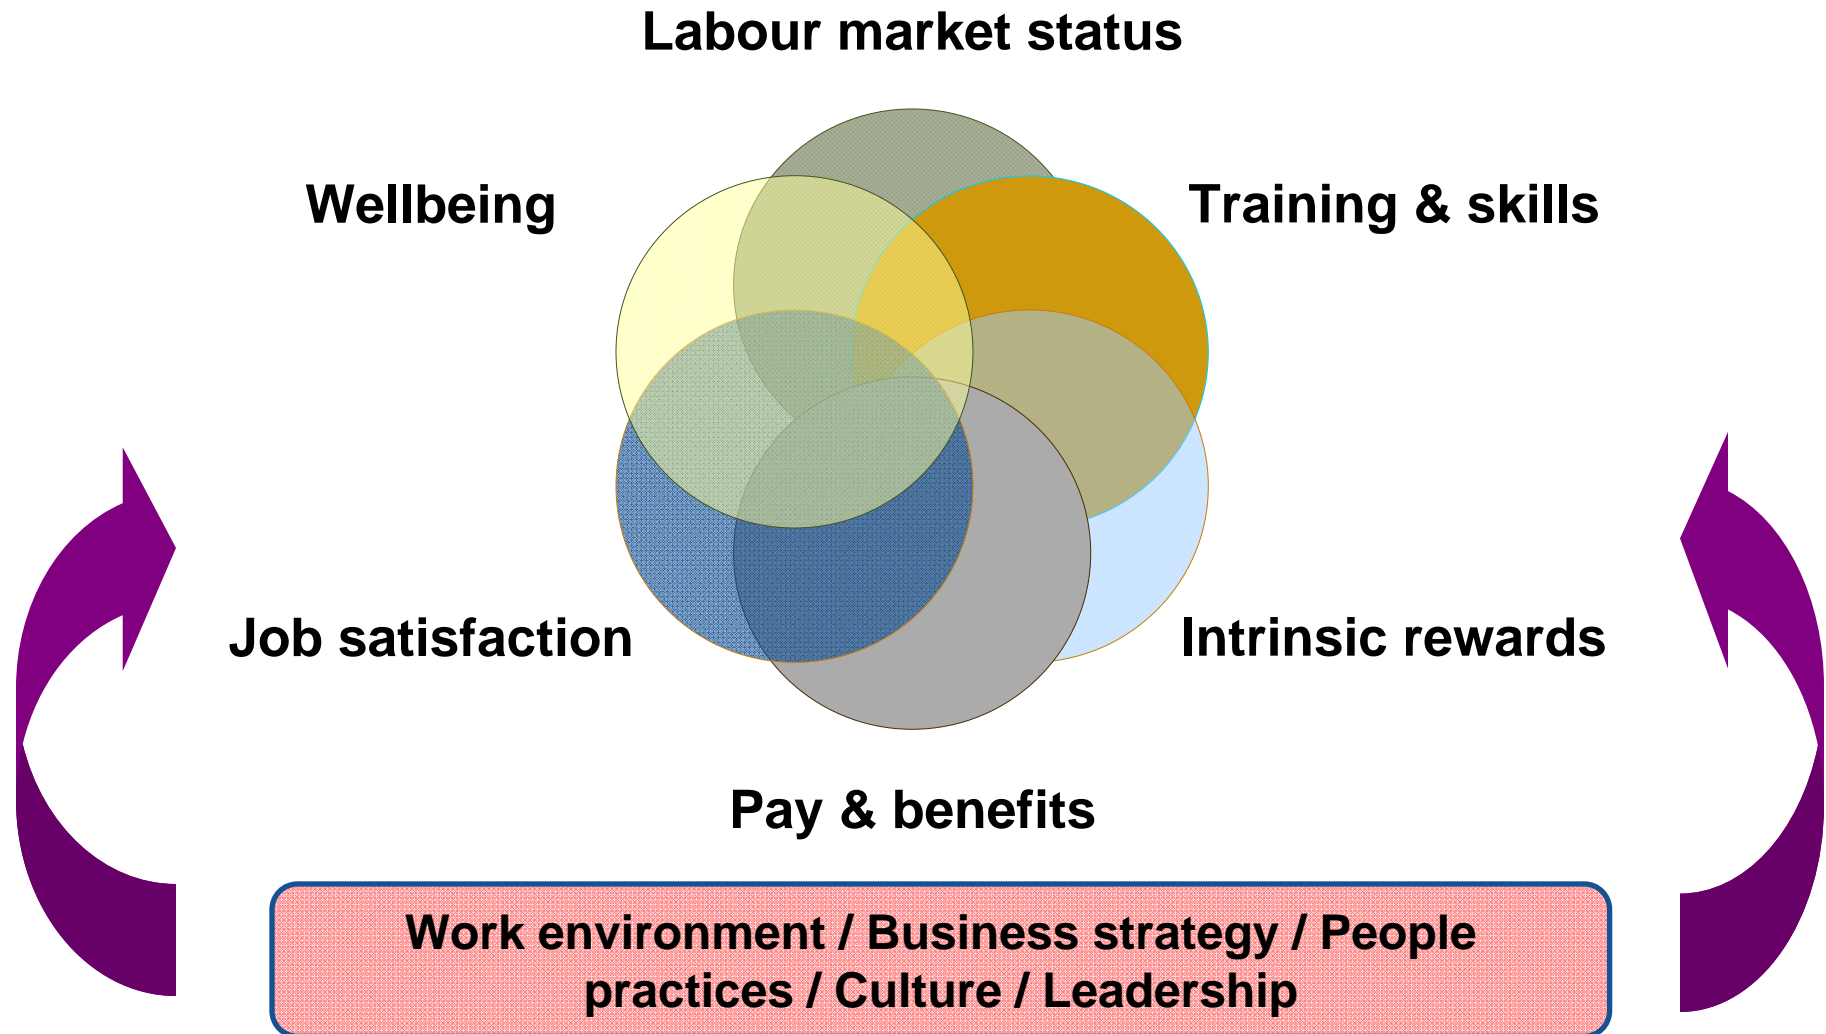 Labour market status
Wellbeing
Training & skills
Job satisfaction
Intrinsic rewards
Pay & benefits
Work environment / Business strategy / People
practices / Culture / Leadership